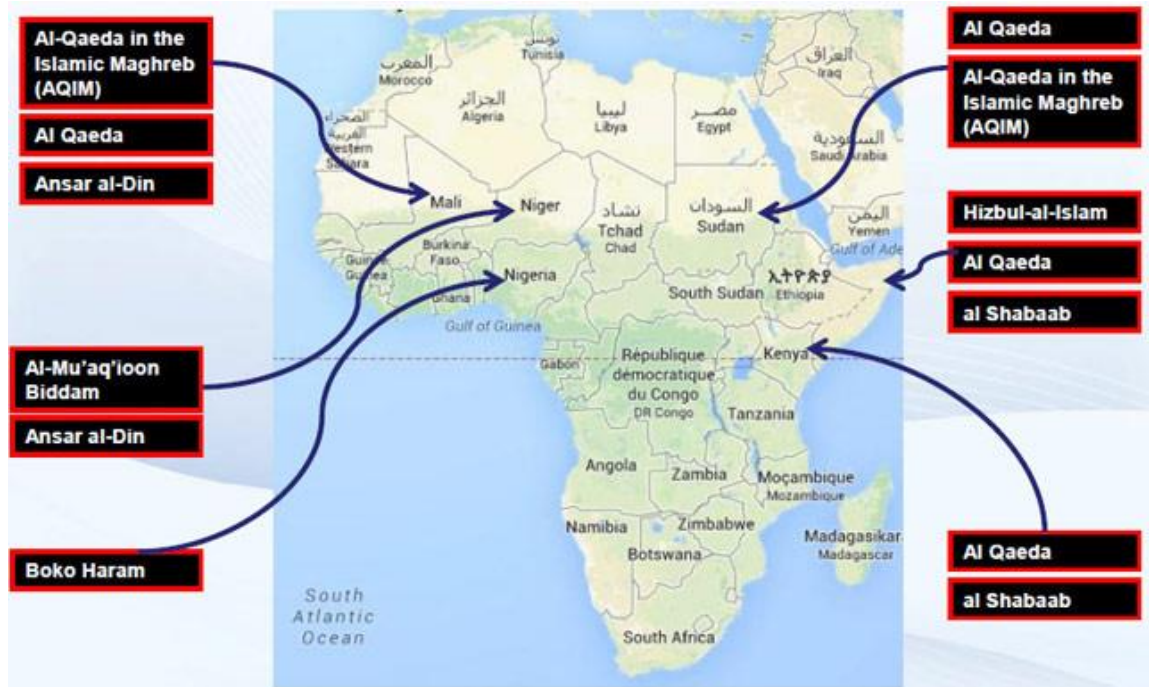 Al-Qaeda in the
Islamic Maghreb
(AQIM)
Al Qaeda
Ansar al-Din
Al-Mu'aq'ioon
Biddam
Ansar al-Din
Boko Haram
Al Qaeda
Al-Qaeda in the
Islamic Maghreb
(AQIM)
Hizbul-al-Islam
Al Qaeda
al Shabaab
Al Qaeda
al Shabaab
تونس
Tunisia
المغرب
Morocco
العراق
Iraq
الجزائر
Algeria
ليبيا
Libya
مصر
Egypt
الصحراء
الغربية
Western
Sahara
السعودية
Saudi Arabia
Mali
Niger
تشاد
Tchad
Chad
السودان
Sudan
اليمن
Yemen
Gulf of Ade
Burkina
Faso
Guinée
Guinea
Ghana
Nigeria
South Sudan
ኢትዮጵያ
Ethiopia
Gulf of Guinea
Gabon
République
démocratique
du Congo
DR Congo
Kenya
Tanzania
Angola
Zambia
Moçambique
Mozambique
Namibia
Zimbabwe
Botswana
Madagasikar
Madagascar
South
Atlantic
Ocean
South Africa